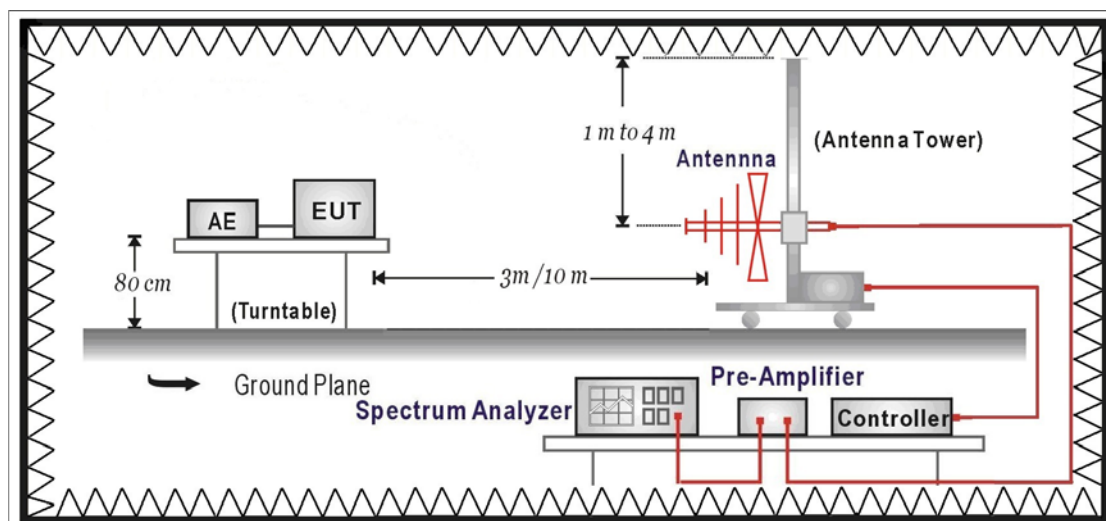 1 m to 4 m
(Antenna Tower)
Antennna
AE
EUT
80 cm
3m/10 m
(Turntable)
Ground Plane
Pre-Amplifier
Spectrum Analyzer
Controller